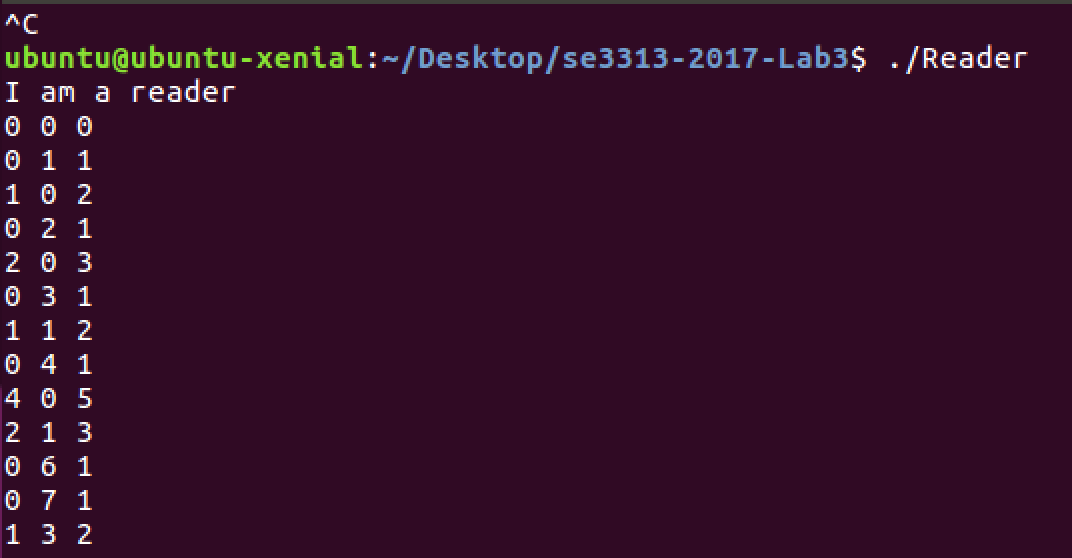 ^C
ubuntu@ubuntu-xenial:~/Desktop/se3313-2017-Lab3$ ./Reader
I am a reader
0 0 0
0 1 1
1 0 2
0 2 1
2 0 3
0 3 1
1 1 2
0 4 1
4 0 5
2 1 3
0 6 1
0 7 1
1 3 2